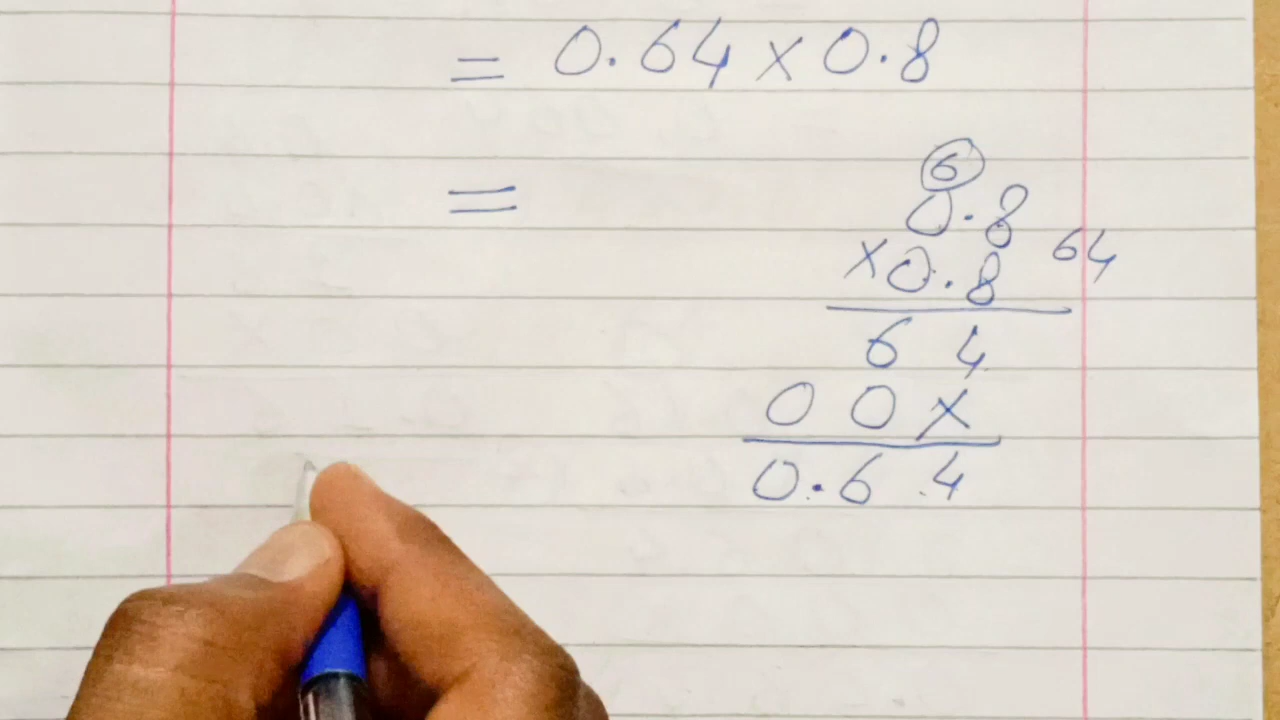 = 0.64 × 0.8
6
= 0.8
× 0.8 64
6 4
0 0 ×
0.6 4